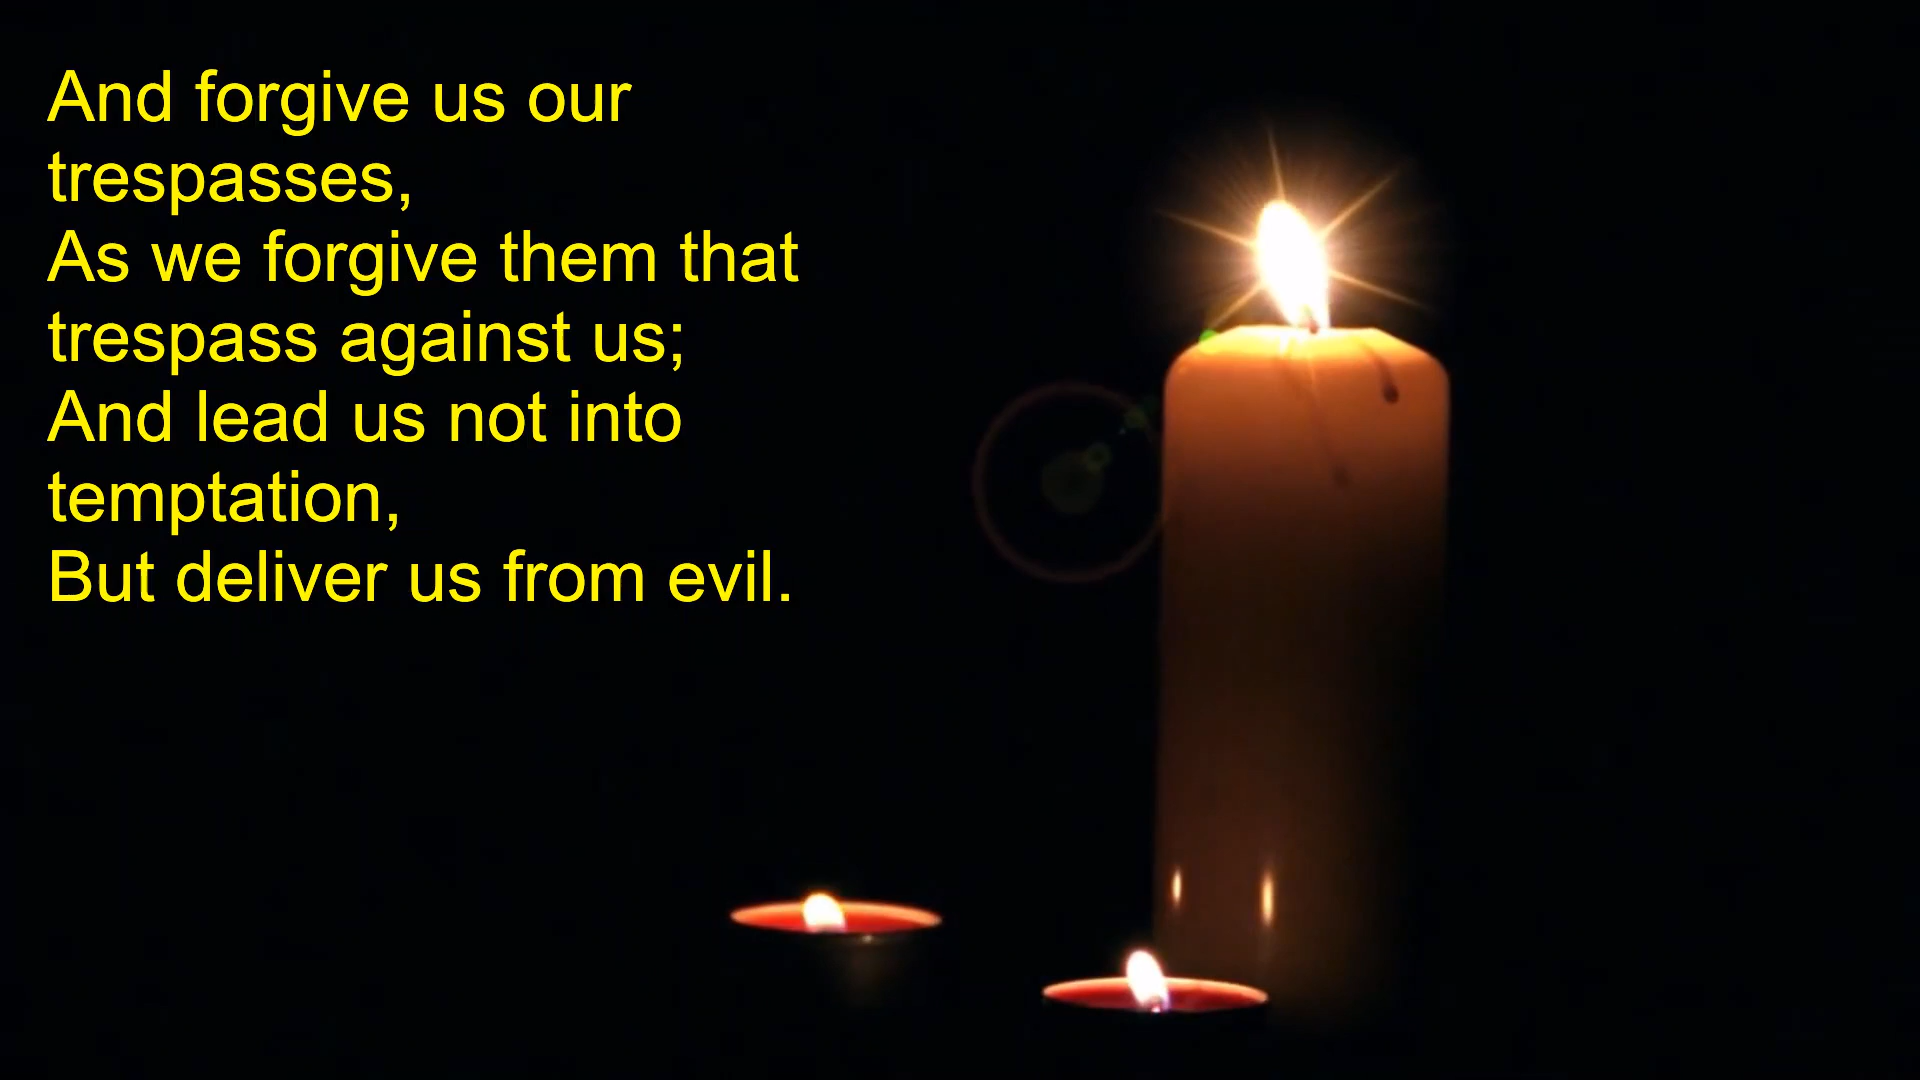 And forgive us our
trespasses,
As we forgive them that
trespass against us;
And lead us not into
temptation,
But deliver us from evil.